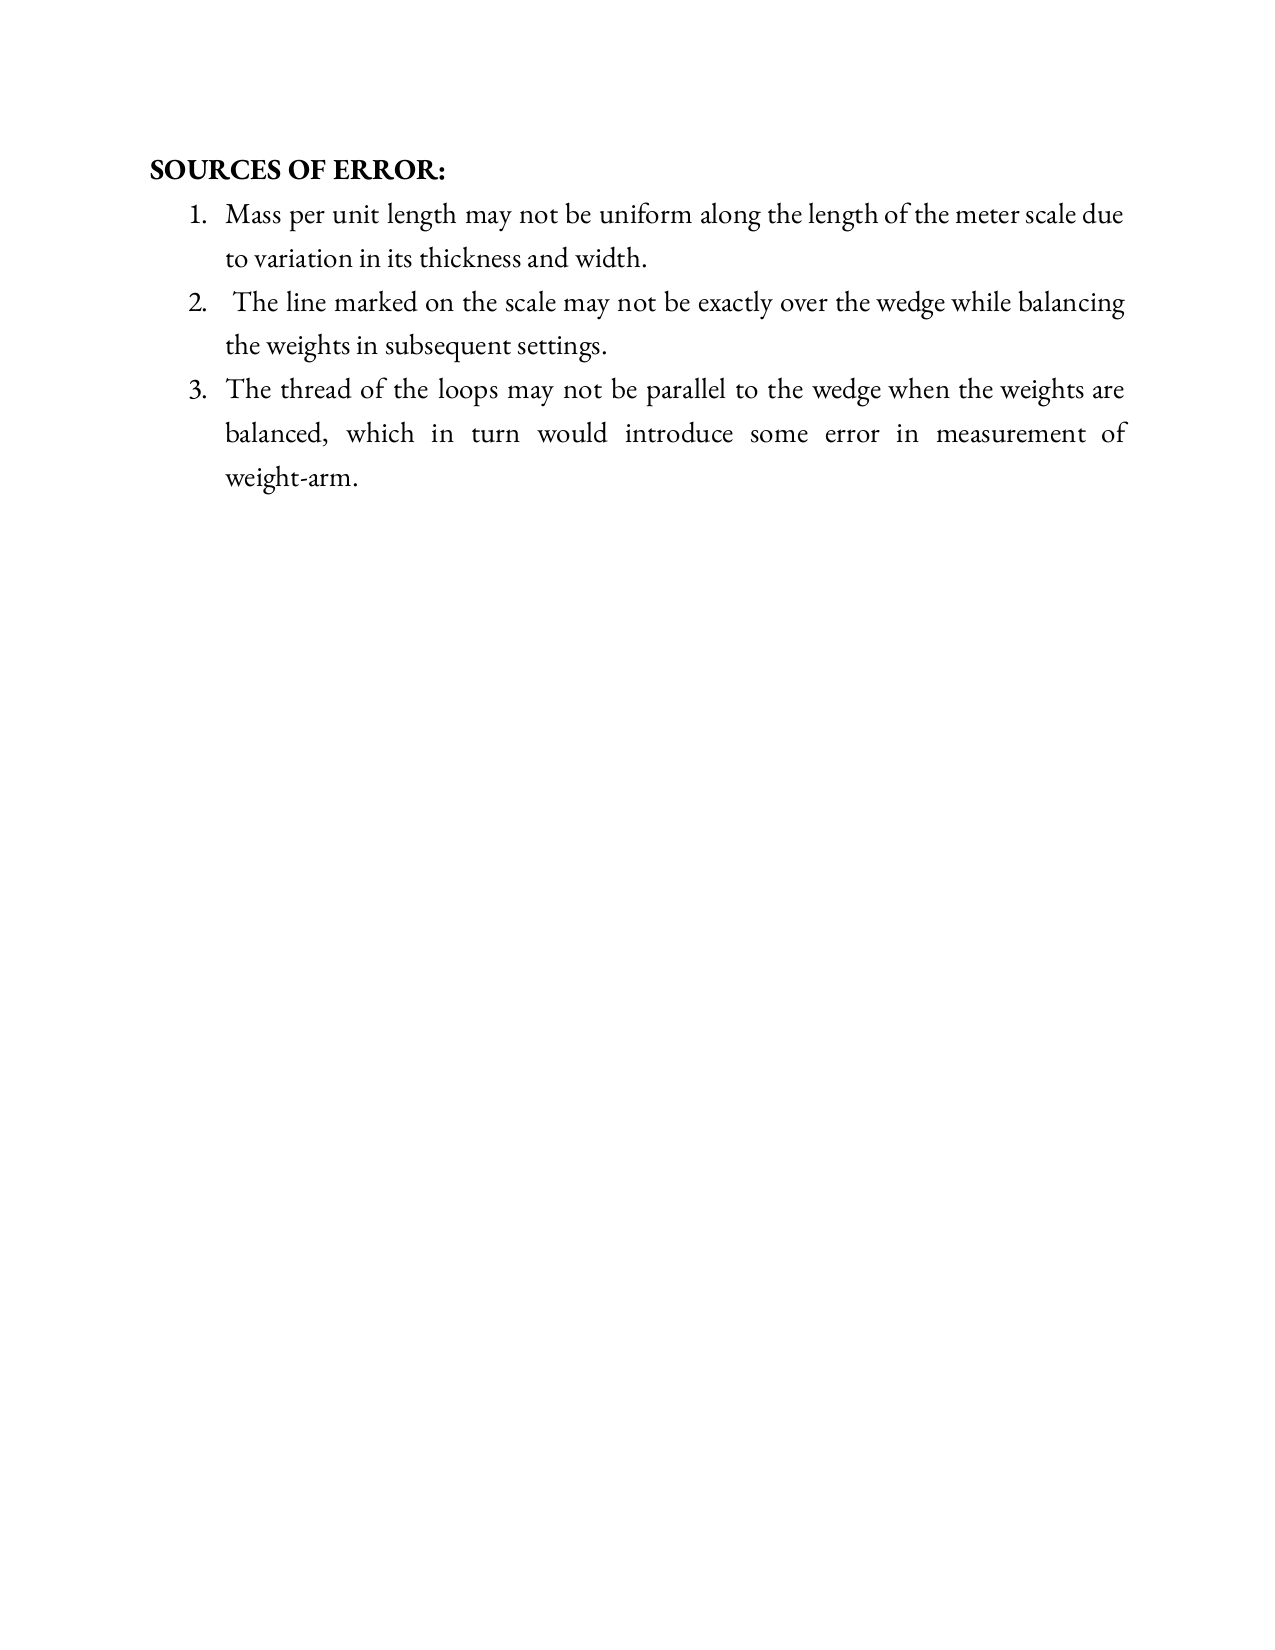 SOURCES OF ERROR:
1. Mass per unit length may not be uniform along the length of the meter scale due
to variation in its thickness and width.
2. The line marked on the scale may not be exactly over the wedge while balancing
the weights in subsequent settings.
3. The thread of the loops may not be parallel to the wedge when the weights are
balanced, which in turn would introduce some error in measurement of
weight-arm.